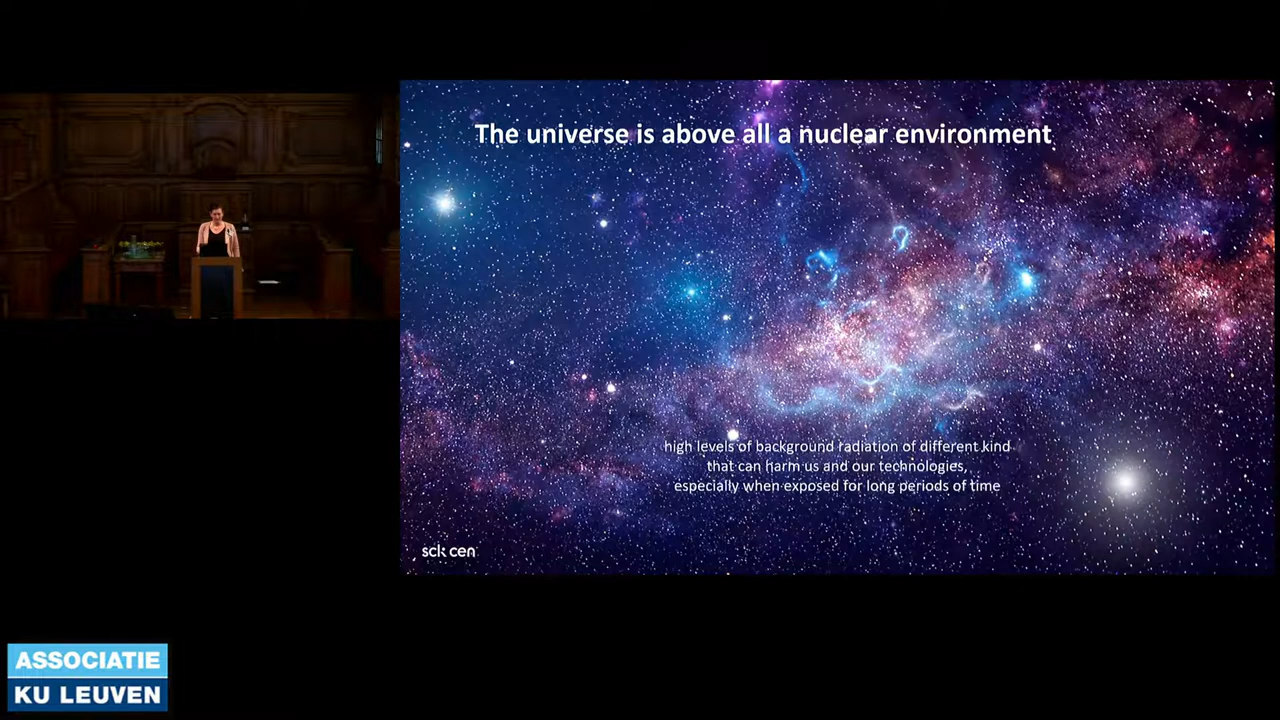 The universe is above all a nuclear environment
high levels of background radiation of different kind
that can harm us and our technologies,
especially when exposed for long periods of time
sck cen
ASSOCIATIE
KU LEUVEN